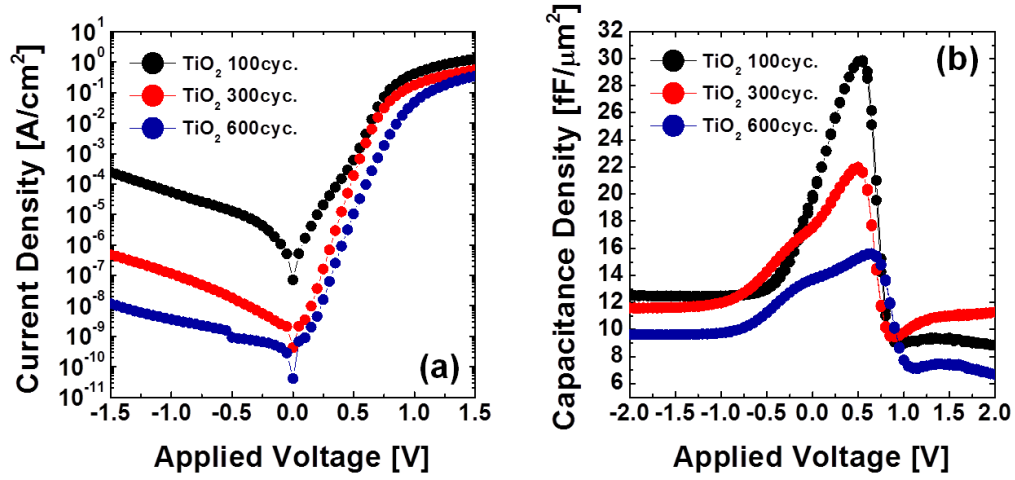 (a)
Current Density [A/cm²]
10¹
10⁰
10⁻¹
10⁻²
10⁻³
10⁻⁴
10⁻⁵
10⁻⁶
10⁻⁷
10⁻⁸
10⁻⁹
10⁻¹⁰
10⁻¹¹
TiO₂ 100cyc.
TiO₂ 300cyc.
TiO₂ 600cyc.
-1.5 -1.0 -0.5 0.0 0.5 1.0 1.5
Applied Voltage [V]
(b)
Capacitance Density [fF/μm²]
32
30
28
26
24
22
20
18
16
14
12
10
8
6
TiO₂ 100cyc.
TiO₂ 300cyc.
TiO₂ 600cyc.
-2.0 -1.5 -1.0 -0.5 0.0 0.5 1.0 1.5 2.0
Applied Voltage [V]